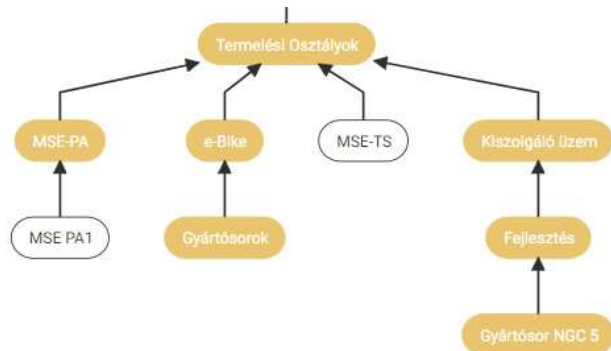 Termelési Osztályok
MSE-PA
e-Bike
MSE-TS
Kiszolgáló üzem
MSE PA1
Gyártósorok
Fejlesztés
Gyártósor NGC 5